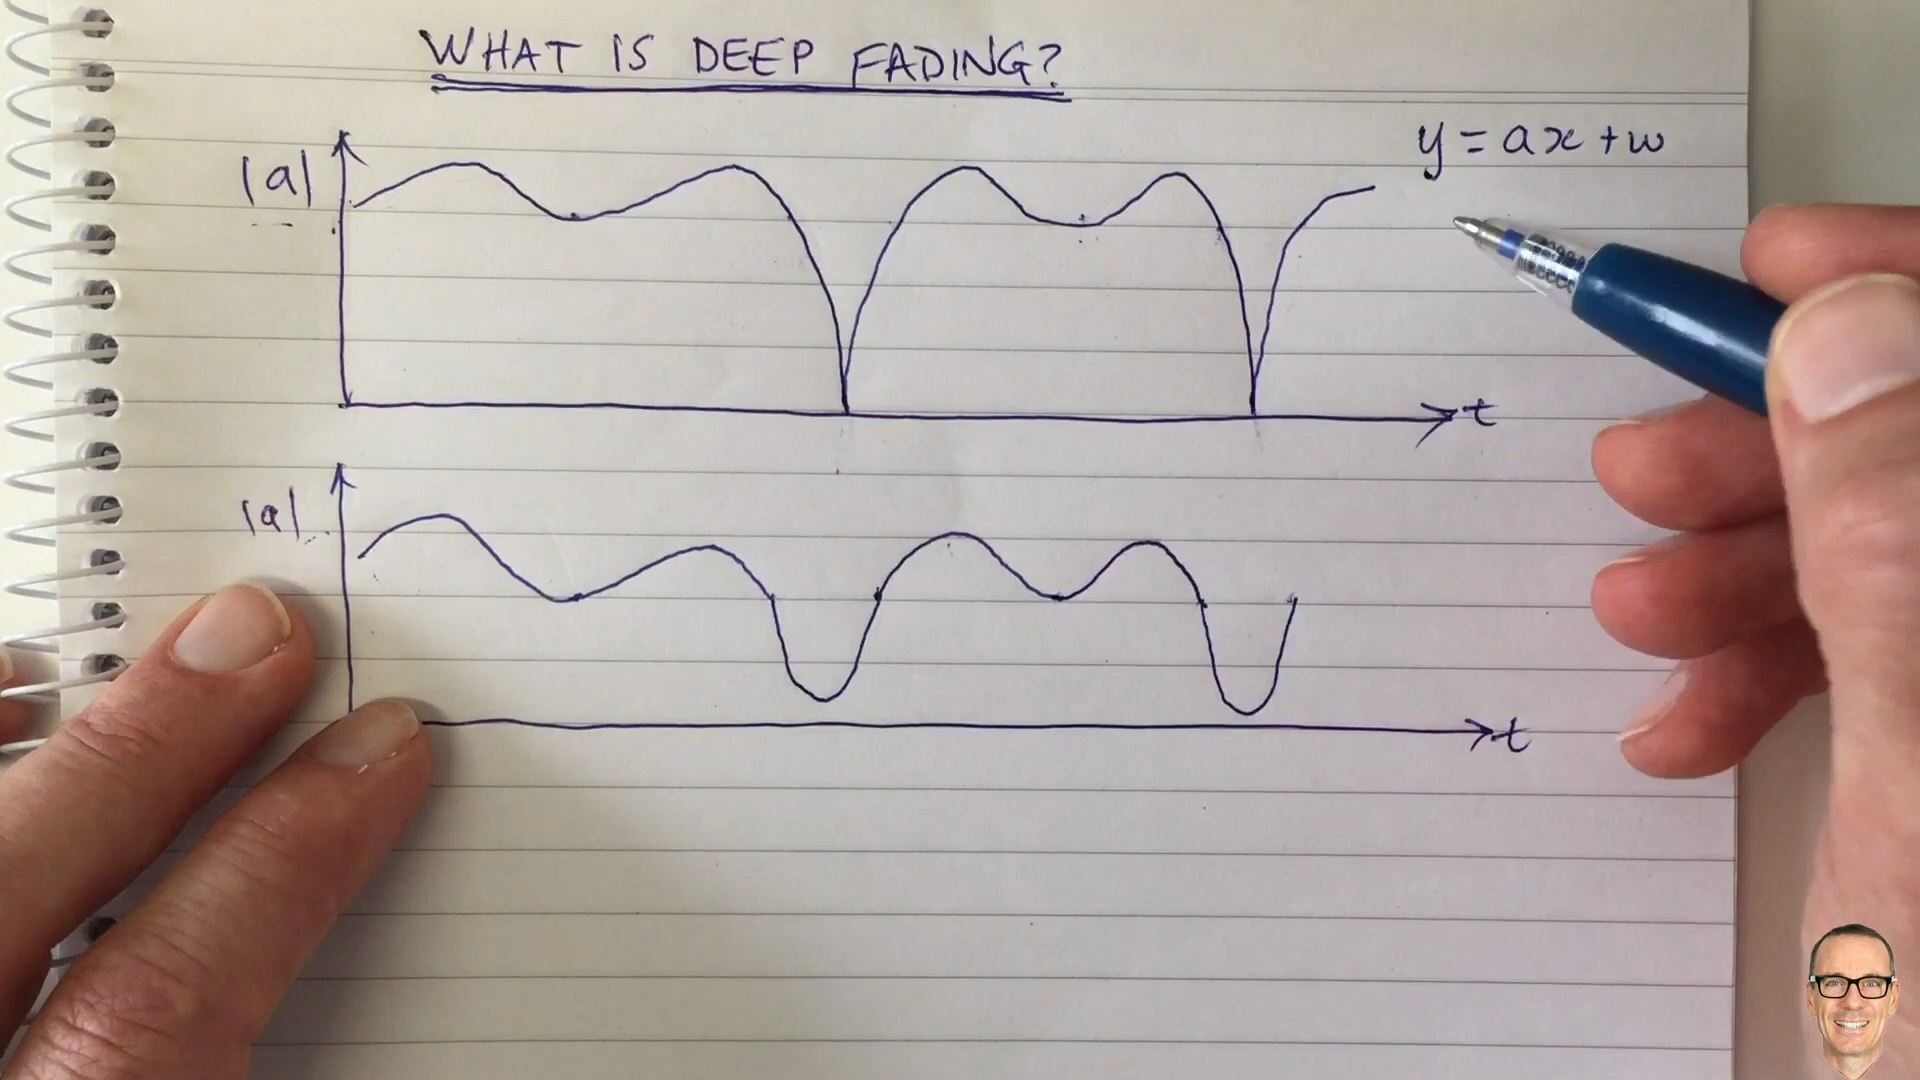 WHAT IS DEEP FADING?
y = ax + w
|a|
t
|a|
t